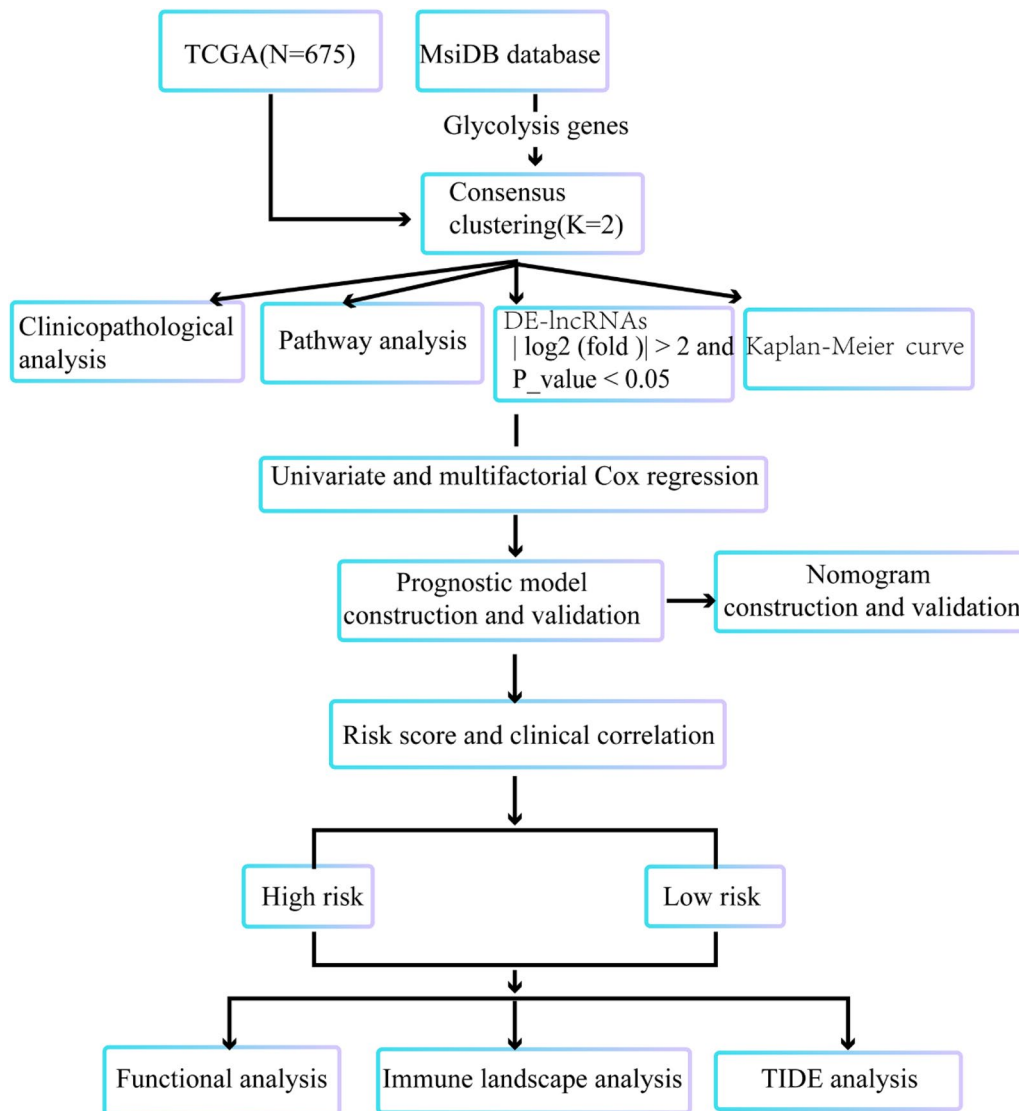 TCGA(N=675)
MsiDB database
Glycolysis genes
Consensus
clustering(K=2)
Clinicopathological
analysis
Pathway analysis
DE-lncRNAs
| log2 (fold )| > 2 and
P_value < 0.05
Kaplan-Meier curve
Univariate and multifactorial Cox regression
Prognostic model
construction and validation
Nomogram
construction and validation
Risk score and clinical correlation
High risk
Low risk
Functional analysis
Immune landscape analysis
TIDE analysis